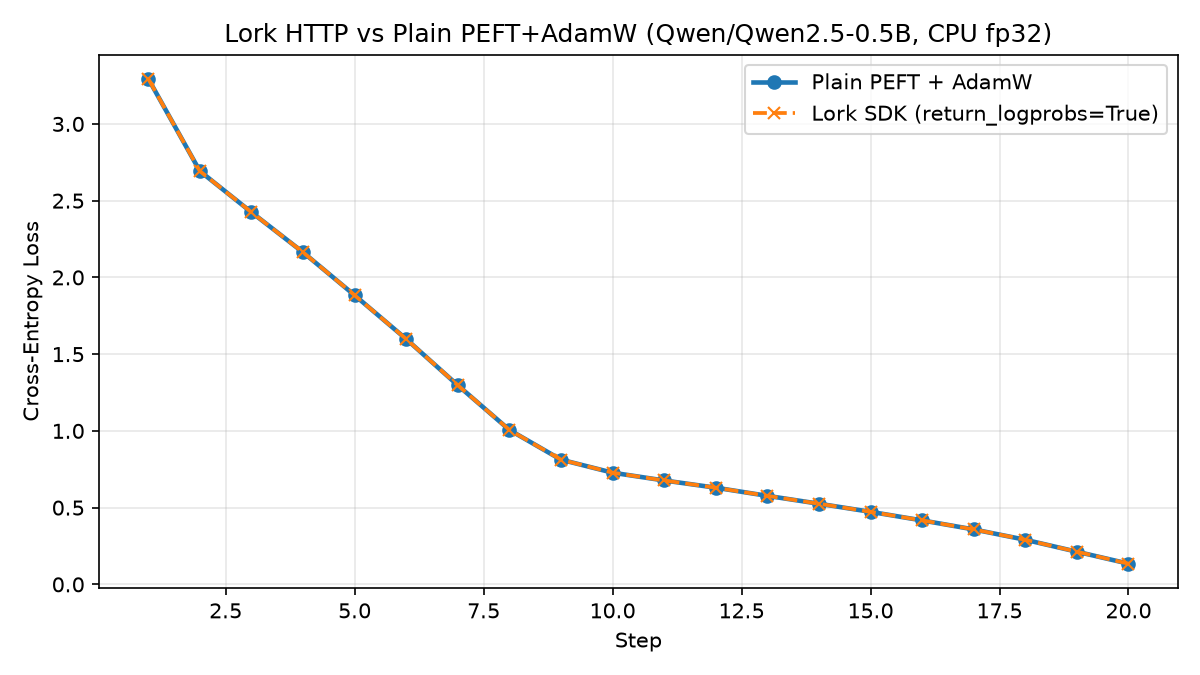 Lork HTTP vs Plain PEFT+AdamW (Qwen/Qwen2.5-0.5B, CPU fp32)
Plain PEFT + AdamW
Lork SDK (return_logprobs=True)
Cross-Entropy Loss
3.0
2.5
2.0
1.5
1.0
0.5
0.0
2.5 5.0 7.5 10.0 12.5 15.0 17.5 20.0
Step